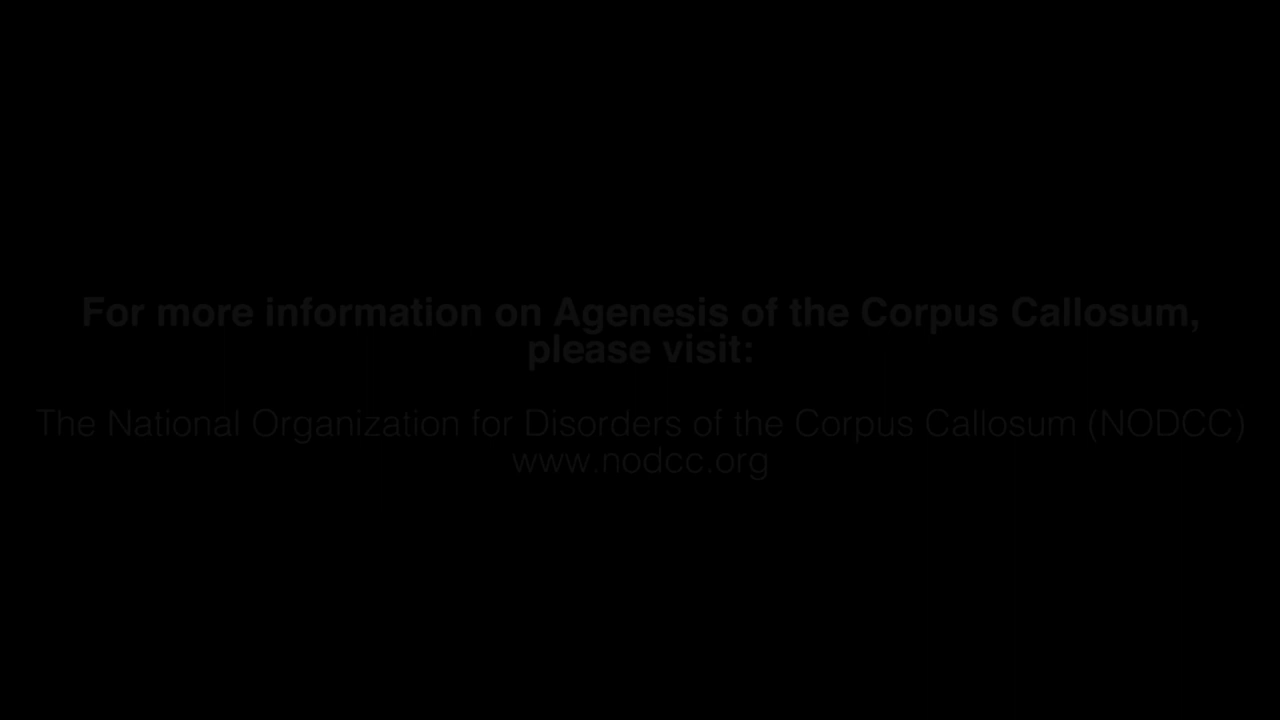 For more information on Agenesis of the Corpus Callosum,
please visit:
The National Organization for Disorders of the Corpus Callosum (NODCC)
www.nodcc.org